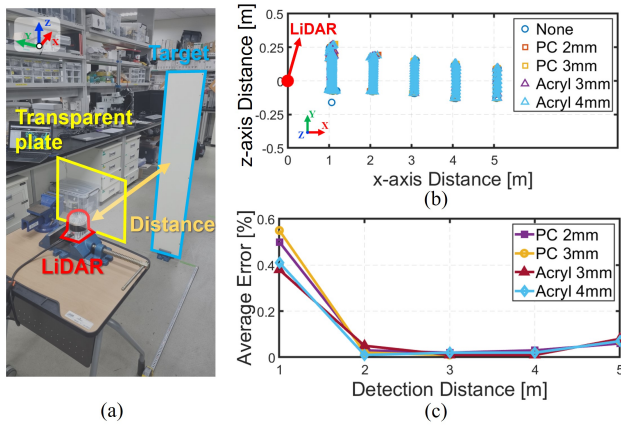 Z
Y
X
Target
Transparent
plate
Distance
LiDAR
(a)
z-axis Distance [m]
0.5
0.25
0
-0.25
-0.5
LiDAR
Y
Z
X
None
PC 2mm
PC 3mm
Acryl 3mm
Acryl 4mm
0 1 2 3 4 5
x-axis Distance [m]
(b)
Average Error [%]
0.6
0.4
0.2
0
PC 2mm
PC 3mm
Acryl 3mm
Acryl 4mm
1 2 3 4 5
Detection Distance [m]
(c)